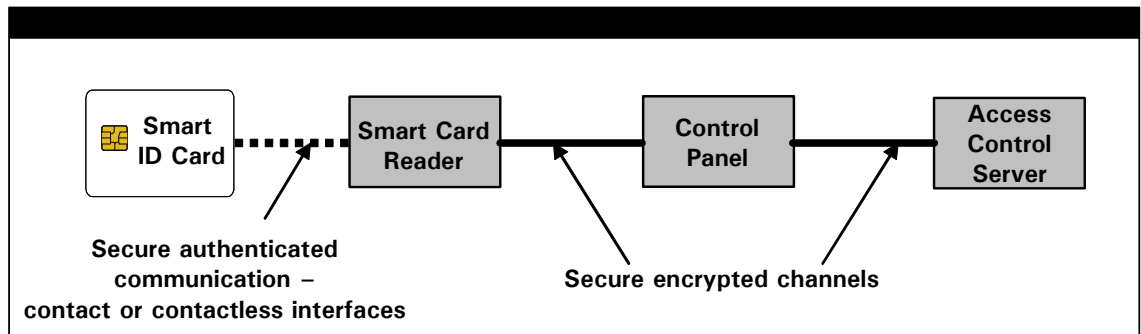 Smart
ID Card
Smart Card
Reader
Control
Panel
Access
Control
Server
Secure authenticated
communication –
contact or contactless interfaces
Secure encrypted channels